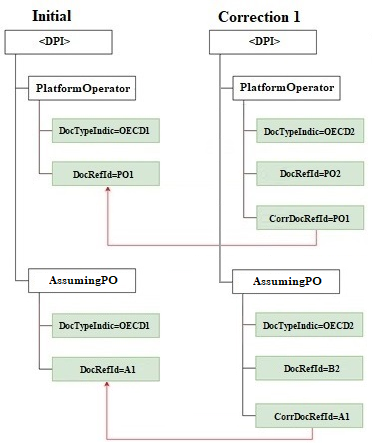 Initial
<DPI>
PlatformOperator
DocTypeIndic=OECD1
DocRefId=PO1
AssumingPO
DocTypeIndic=OECD1
DocRefId=A1
Correction 1
<DPI>
PlatformOperator
DocTypeIndic=OECD2
DocRefId=PO2
CorrDocRefId=PO1
AssumingPO
DocTypeIndic=OECD2
DocRefId=B2
CorrDocRefId=A1